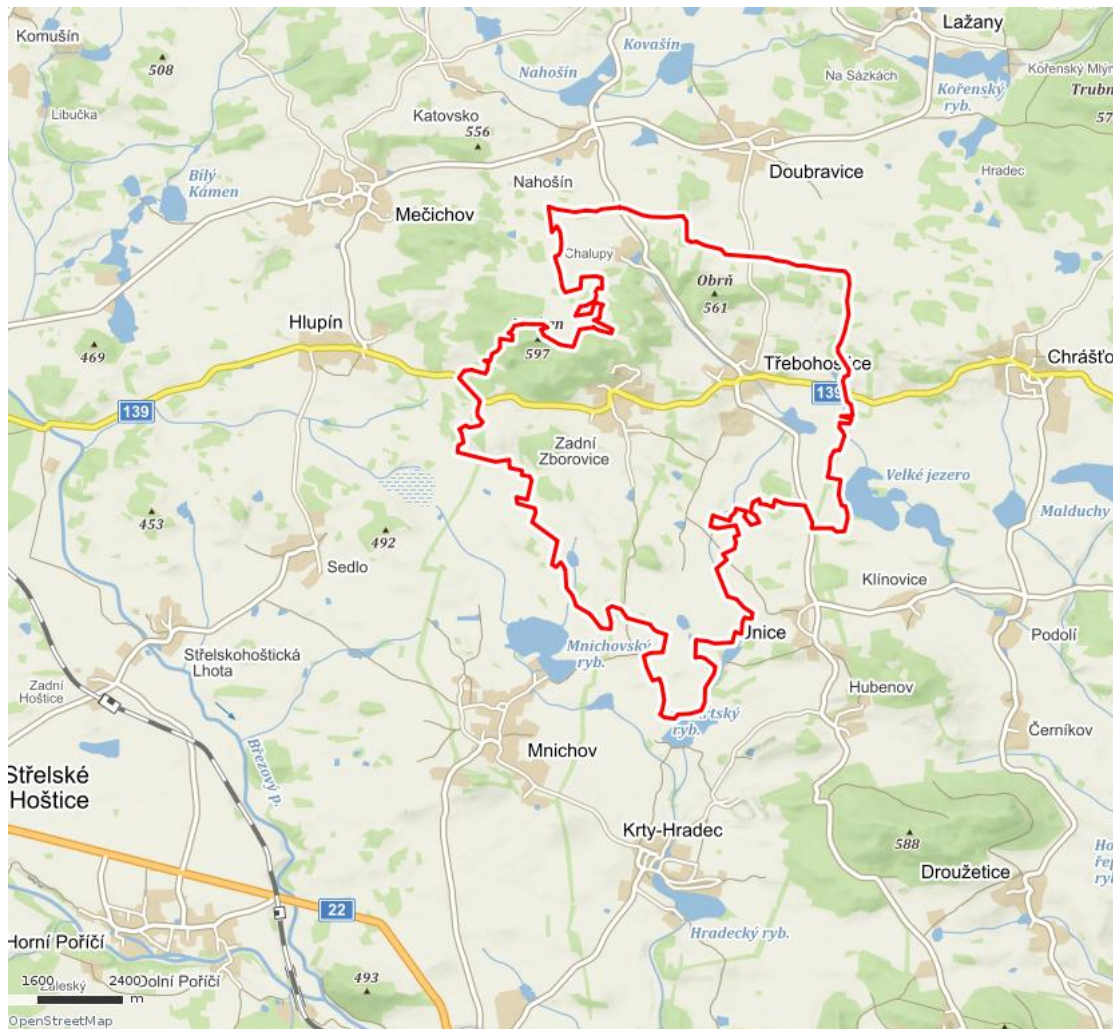 Komušín
508
Libučka
Nahošín
Kovašín
Lažany
Na Sázkách
Kořenský Mlýn
Kořenský
ryb.
Katovsko
556
Hradec
Bílý
Kámen
Mečichov
Nahošín
Doubravice
Chalupy
Obrň
561
469
Hlupín
597
139
Třebohostice
139
Chrášťo
Zadní
Zborovice
Velké jezero
Malduchy
453
492
Sedlo
Klínovice
Únice
Podolí
Střelskohoštická
Lhota
Mnichovský
ryb.
Zadní
Hoštice
Hubenov
ryb.
Březový p.
Mnichov
Černíkov
Střelské
Hoštice
Krty-Hradec
588
Droužetice
22
Hradecký ryb.
Horní Poříčí
Dolní Poříčí
493
1600
2400
m
OpenStreetMap